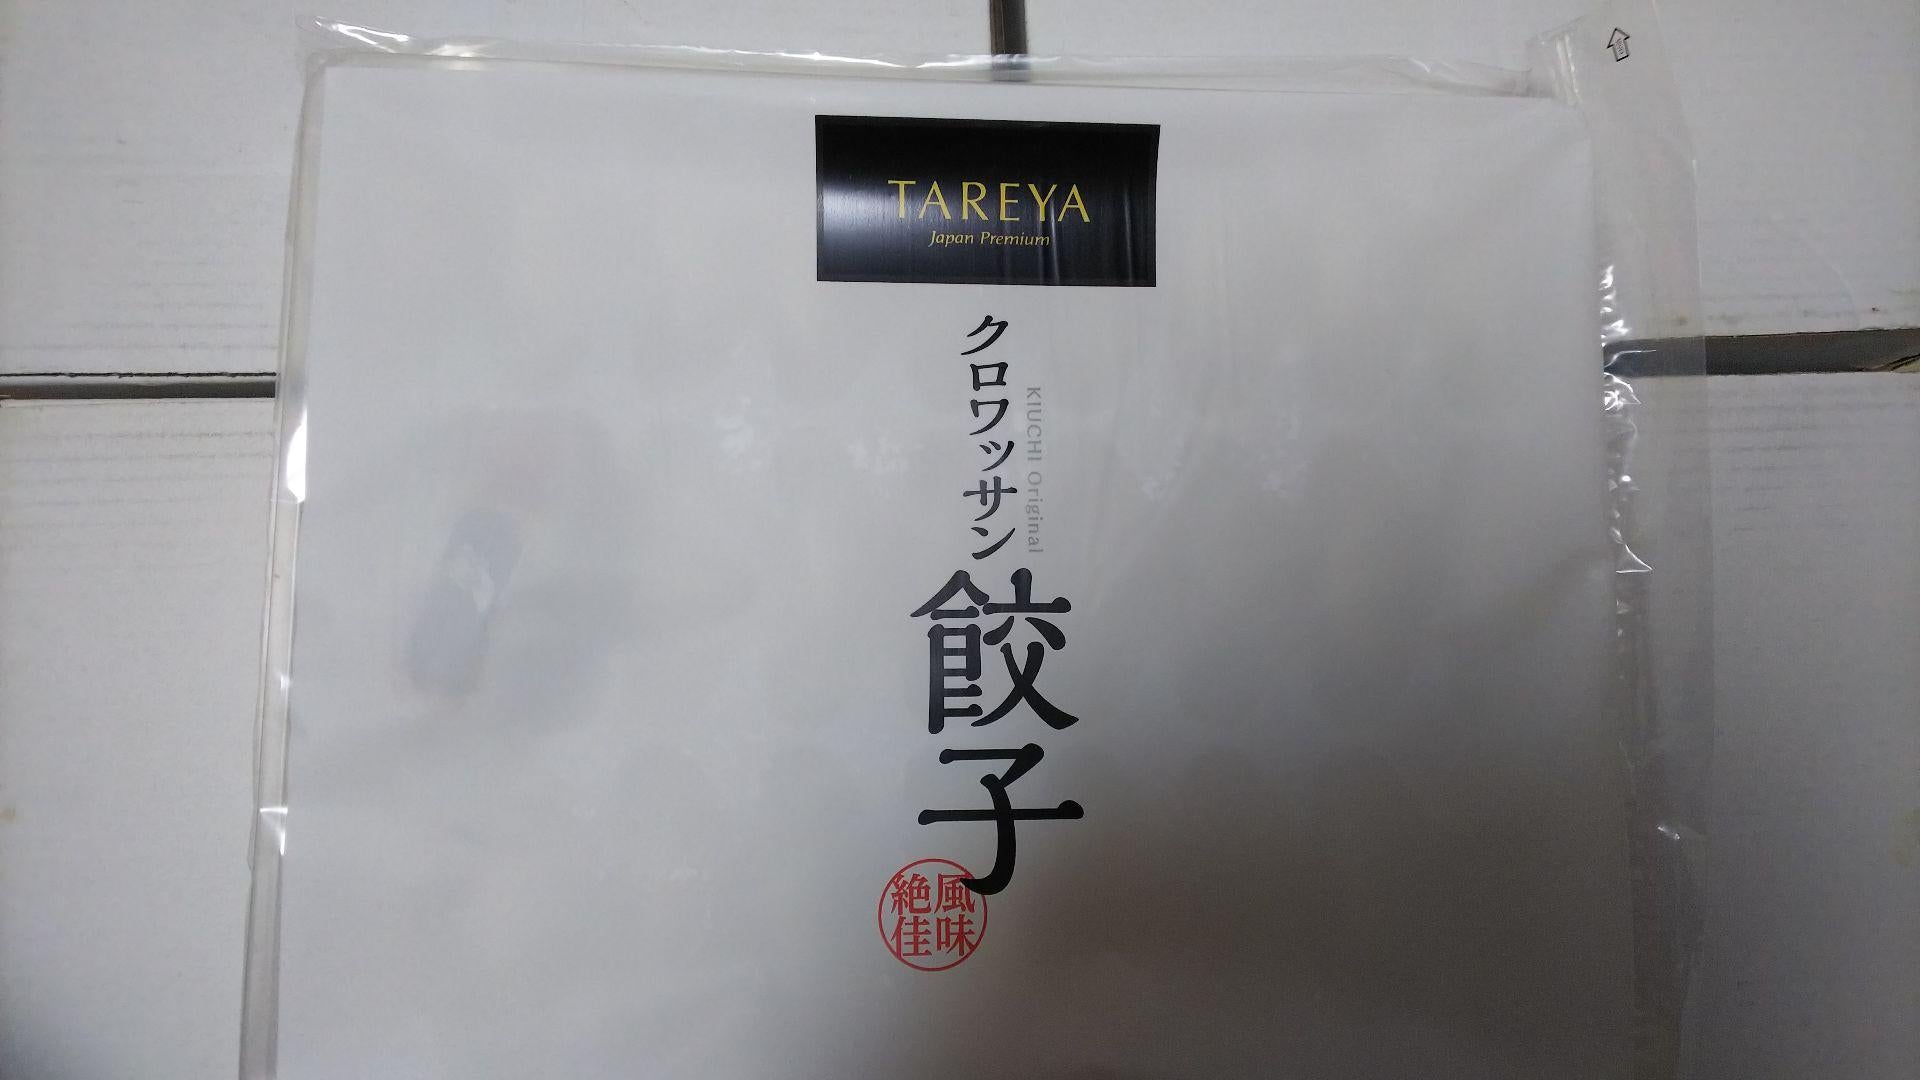 TAREYA
Japan Premium
クロワッサン
KIUCHI Original
餃子
風味
絶佳